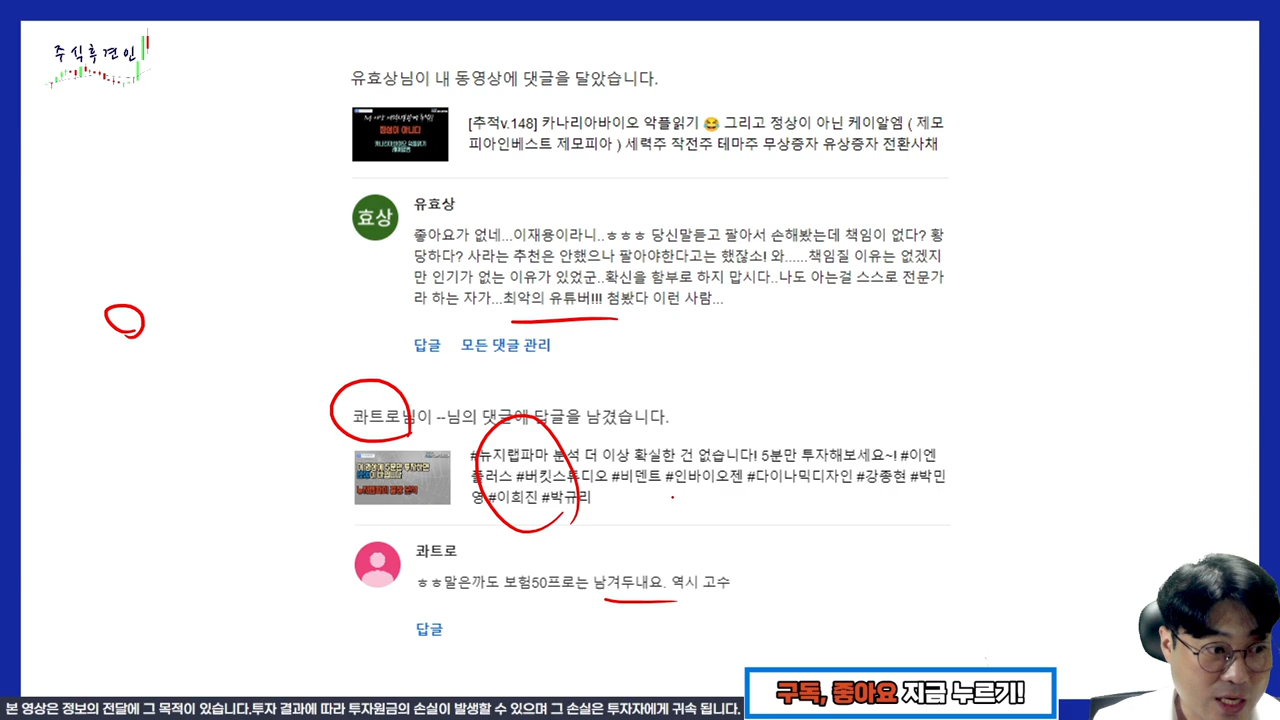 주식후견인
유효상님이 내 동영상에 댓글을 달았습니다.
정상이 아니다
[추적v.148] 카나리아바이오 악플읽기 😂 그리고 정상이 아닌 케이알엠 ( 제모
피아인베스트 제모피아 ) 세력주 작전주 테마주 무상증자 유상증자 전환사채
효상
유효상
좋아요가 없네...이재용이라니..ㅎㅎㅎ 당신말듣고 팔아서 손해봤는데 책임이 없다? 황
당하다? 사라는 추천은 안했으나 팔아야한다고는 했잖소! 와......책임질 이유는 없겠지
만 인기가 없는 이유가 있었군..확신을 함부로 하지 맙시다..나도 아는걸 스스로 전문가
라 하는 자가...최악의 유튜버!!! 첨봤다 이런 사람...
답글 모든 댓글 관리
콰트로님이 --님의 댓글에 답글을 남겼습니다.
#뉴지랩파마 분석 더 이상 확실한 건 없습니다! 5분만 투자해보세요~! #이엔
플러스 #버킷스튜디오 #비덴트 #인바이오젠 #다이나믹디자인 #강종현 #박민
영 #이희진 #박규리
콰트로
ㅎㅎ말은까도 보험50프로는 남겨두내요. 역시 고수
답글
구독, 좋아요 지금 누르기!
본 영상은 정보의 전달에 그 목적이 있습니다.투자 결과에 따라 투자원금의 손실이 발생할 수 있으며 그 손실은 투자자에게 귀속 됩니다.